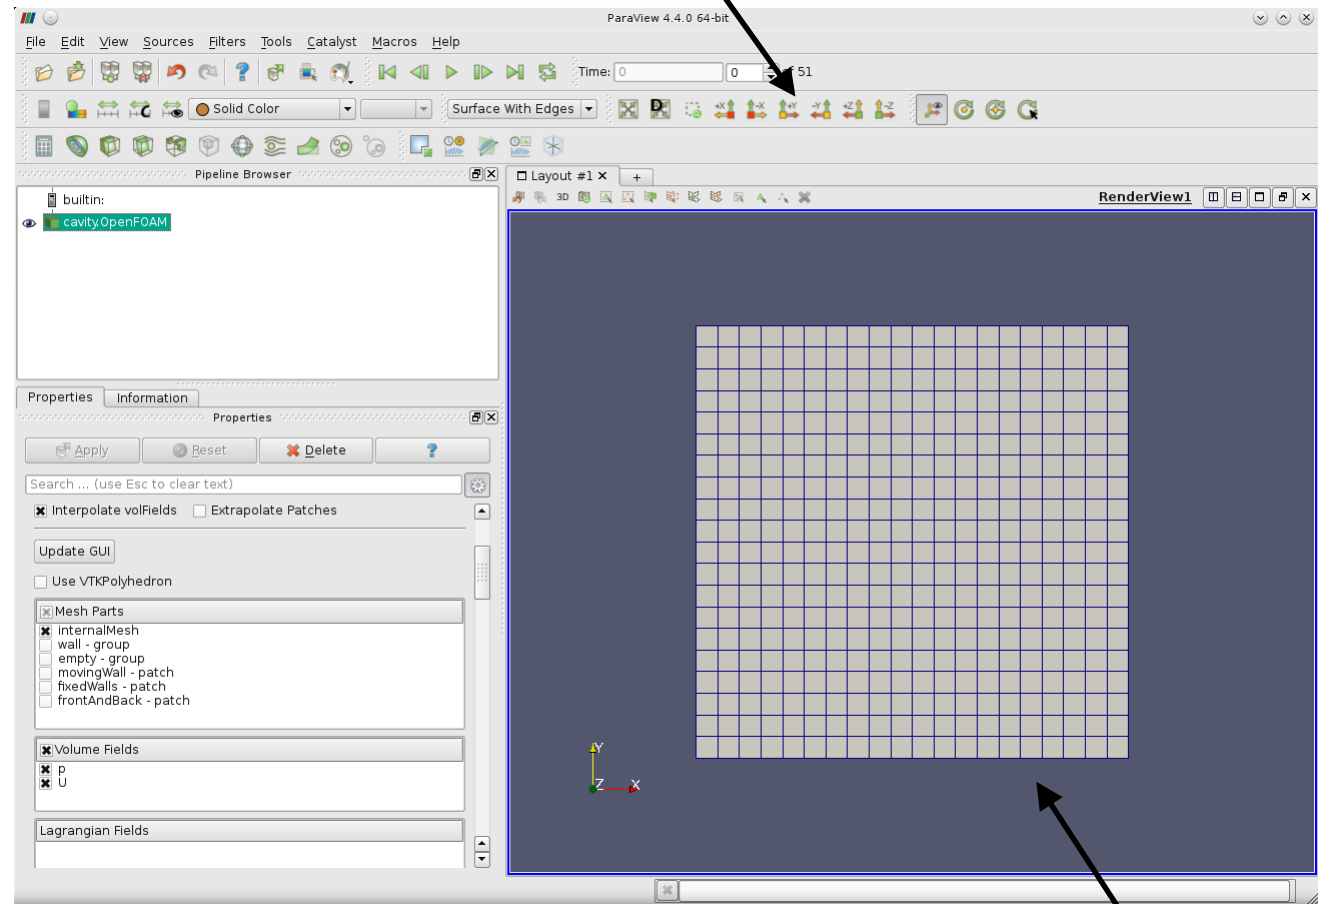 ParaView 4.4.0 64-bit
File Edit View Sources Filters Tools Catalyst Macros Help
Time: 0 0 of 51
Solid Color Surface With Edges +X -X +Y -Y +Z -Z
Pipeline Browser
Layout #1 +
3D RenderView1
builtin:
cavity.OpenFOAM
Properties Information
Properties
Apply Reset Delete ?
Search ... (use Esc to clear text)
Interpolate volFields Extrapolate Patches
Update GUI
Use VTKPolyhedron
Mesh Parts
internalMesh
wall - group
empty - group
movingWall - patch
fixedWalls - patch
frontAndBack - patch
Volume Fields
p
U
Lagrangian Fields
Y
Z X